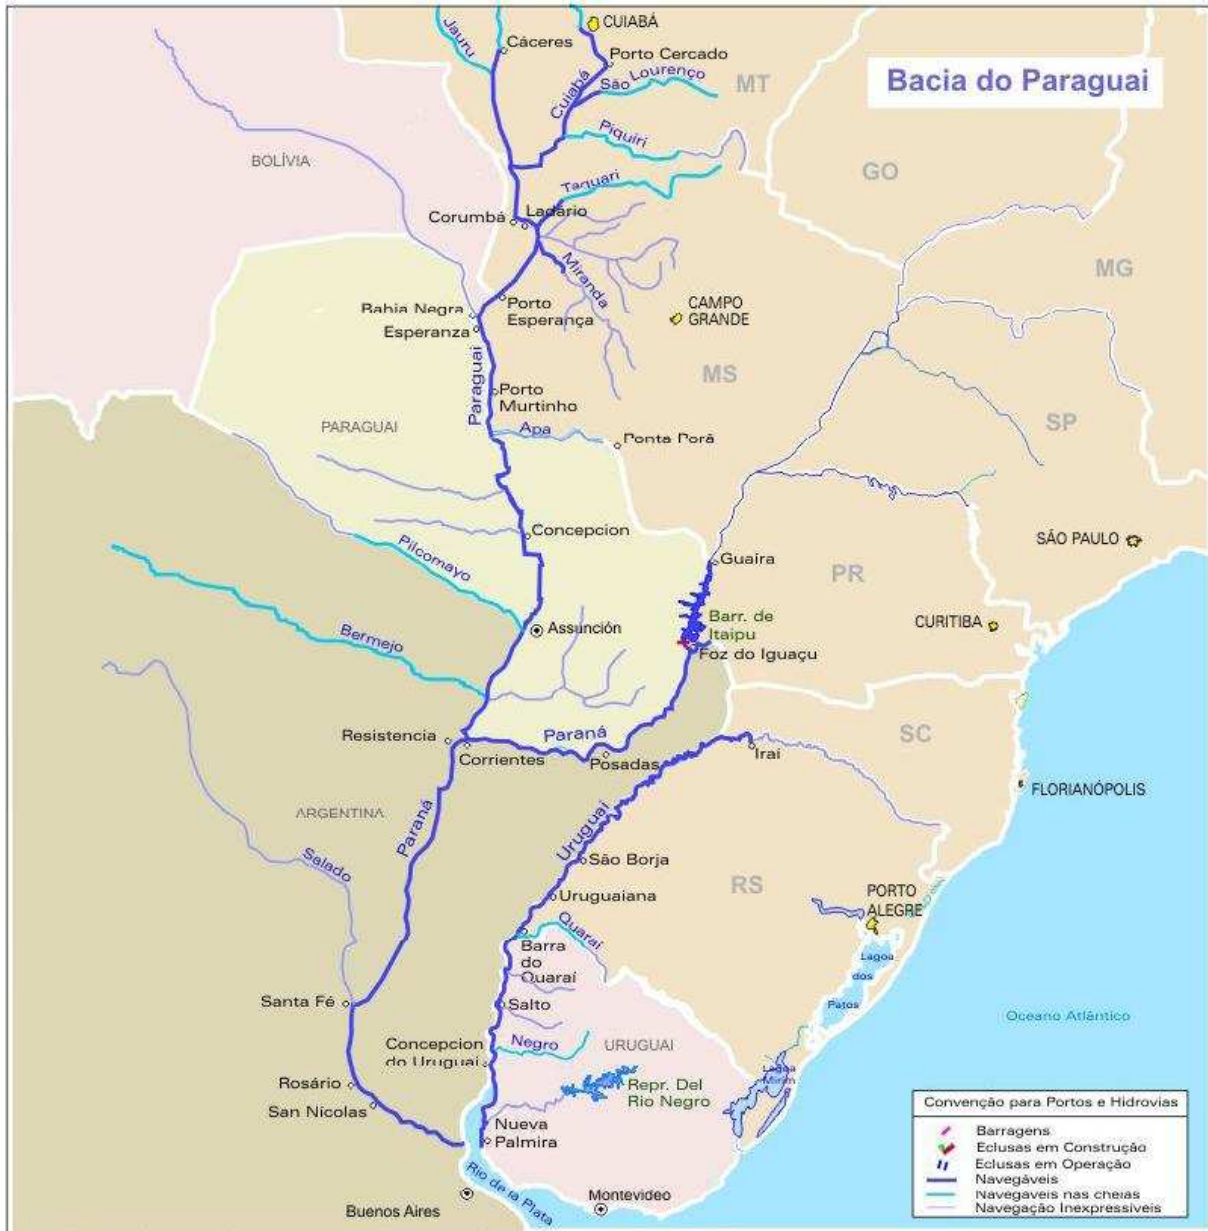 Bacia do Paraguai
CUIABÁ
Jauru
Cáceres
Porto Cercado
Cuiabá
São Lourenço
MT
Piquiri
BOLÍVIA
GO
Taquari
Corumbá
Ladário
MG
Miranda
Porto
Esperança
CAMPO
GRANDE
Bahia Negra
Esperanza
MS
Paraguai
Porto
Murtinho
SP
PARAGUAI
Apa
Ponta Porã
Concepcion
SÃO PAULO
Pilcomayo
Guaira
PR
Barr. de
Itaipu
Foz do Iguaçu
CURITIBA
Assunción
Bermejo
Resistencia
Corrientes
Paraná
Posadas
Iraí
SC
FLORIANÓPOLIS
ARGENTINA
Paraná
Uruguai
Salado
São Borja
RS
Uruguaiana
PORTO
ALEGRE
Quaraí
Barra
do
Quaraí
Lagoa
dos
Patos
Santa Fé
Salto
Oceano Atlântico
Concepcion
do Uruguai
Negro
URUGUAI
Lagoa
Mirim
Rosário
San Nícolas
Repr. Del
Rio Negro
Nueva
Palmira
Rio de la Plata
Buenos Aires
Montevideo
Convenção para Portos e Hidrovias
Barragens
Eclusas em Construção
Eclusas em Operação
Navegáveis
Navegáveis nas cheias
Navegação Inexpressíveis